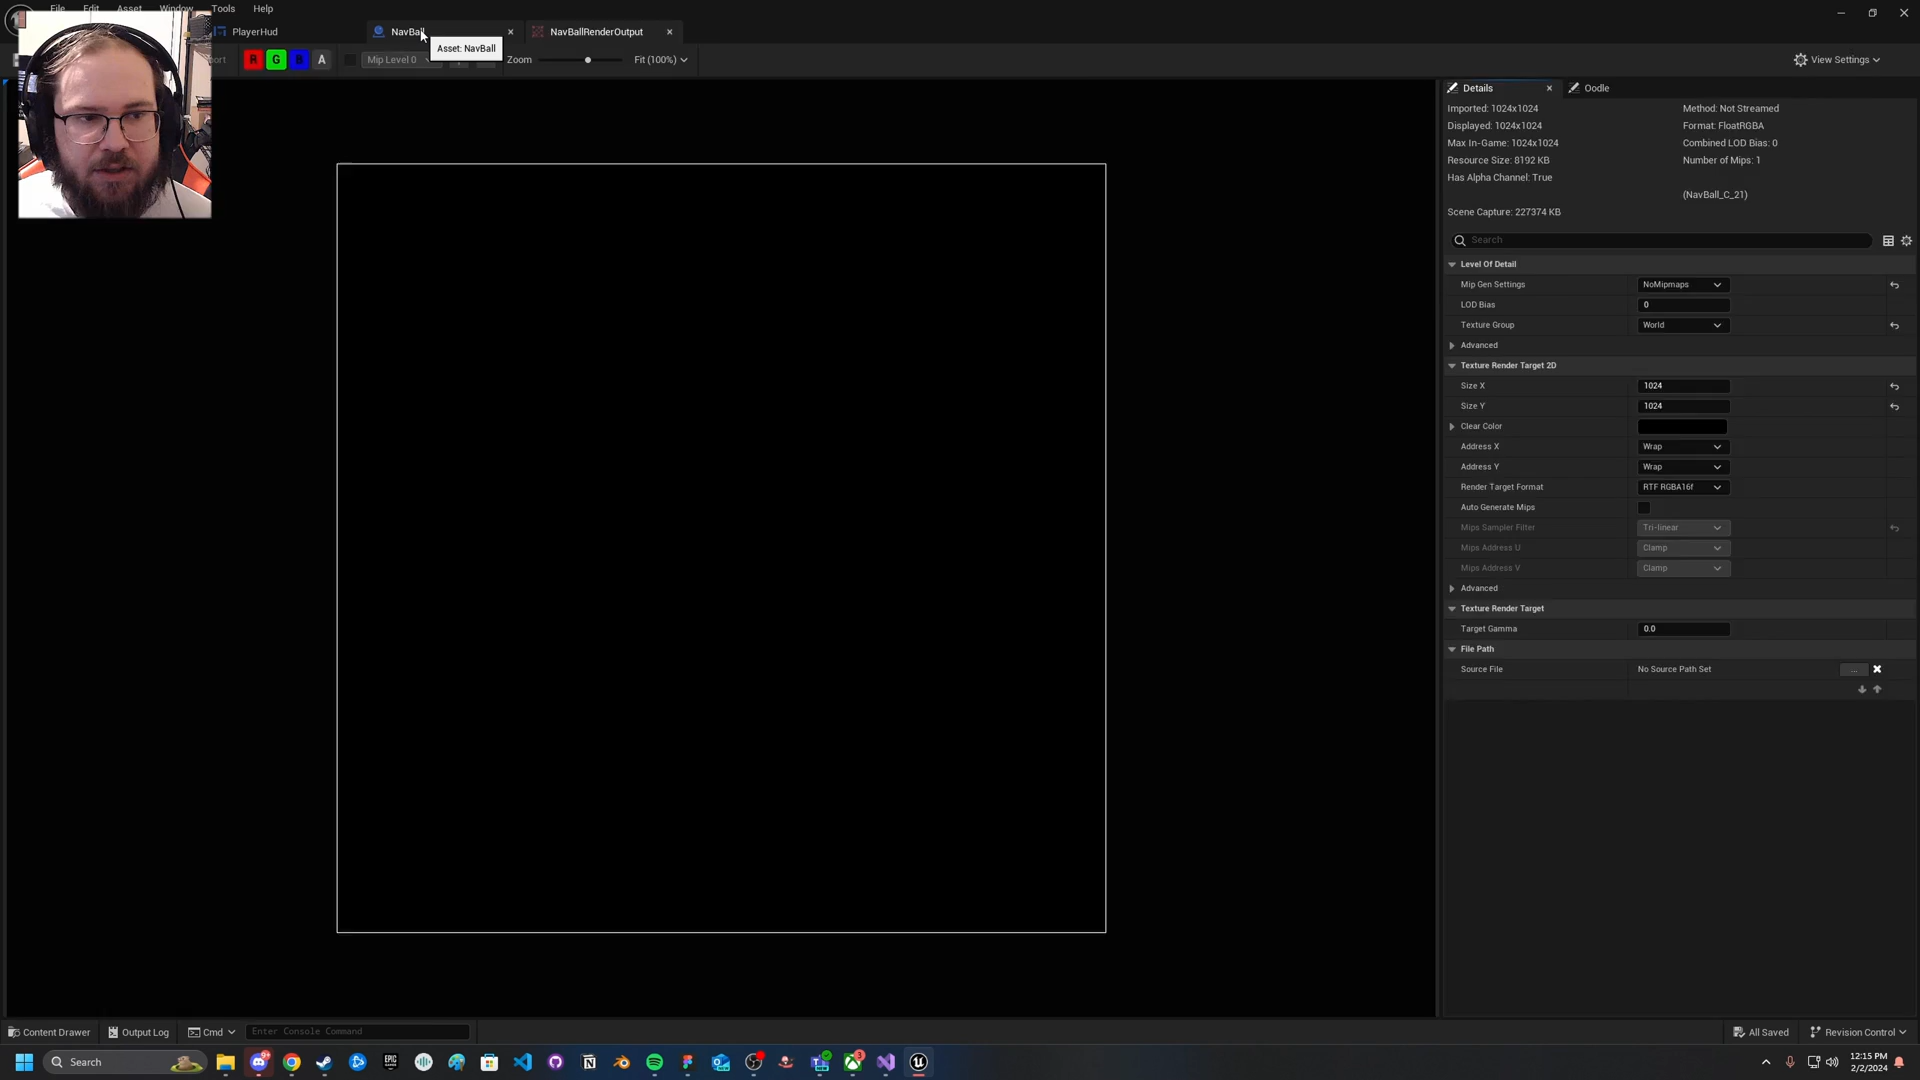 File Edit Asset Window Tools Help
PlayerHud NavBall NavBallRenderOutput
Asset: NavBall
R G B A Mip Level 0 Zoom Fit (100%) View Settings
Details Oodle
Imported: 1024x1024 Method: Not Streamed
Displayed: 1024x1024 Format: FloatRGBA
Max In-Game: 1024x1024 Combined LOD Bias: 0
Resource Size: 8192 KB Number of Mips: 1
Has Alpha Channel: True
(NavBall_C_21)
Scene Capture: 227374 KB
Search
Level Of Detail
Mip Gen Settings NoMipmaps
LOD Bias 0
Texture Group World
Advanced
Texture Render Target 2D
Size X 1024
Size Y 1024
Clear Color
Address X Wrap
Address Y Wrap
Render Target Format RTF RGBA16f
Auto Generate Mips
Mips Sampler Filter Tri-linear
Mips Address U Clamp
Mips Address V Clamp
Advanced
Texture Render Target
Target Gamma 0.0
File Path
Source File No Source Path Set ...
Content Drawer Output Log Cmd Enter Console Command All Saved Revision Control
Search 12:15 PM
2/2/2024